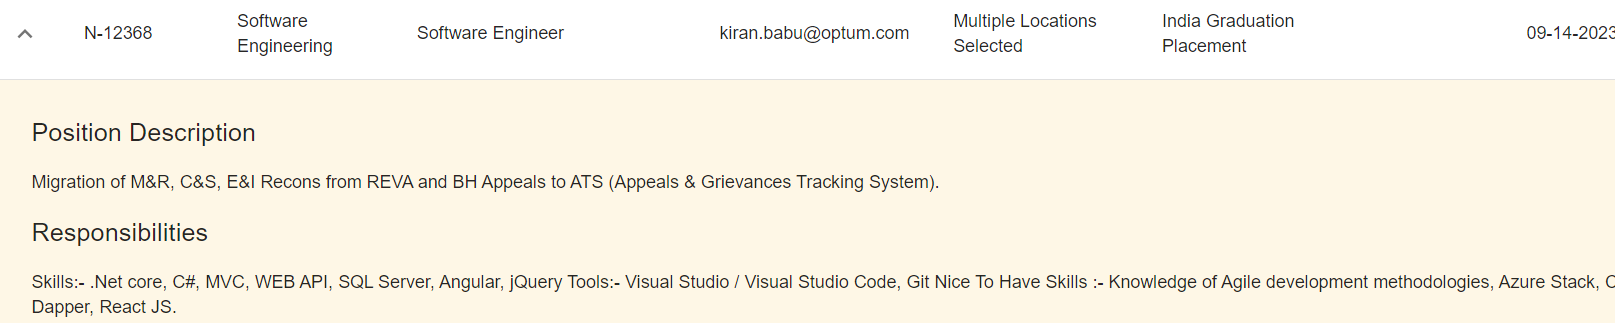 N-12368 Software Engineering Software Engineer kiran.babu@optum.com Multiple Locations Selected India Graduation Placement 09-14-2023
Position Description
Migration of M&R, C&S, E&I Recons from REVA and BH Appeals to ATS (Appeals & Grievances Tracking System).
Responsibilities
Skills:- .Net core, C#, MVC, WEB API, SQL Server, Angular, jQuery Tools:- Visual Studio / Visual Studio Code, Git Nice To Have Skills :- Knowledge of Agile development methodologies, Azure Stack,
Dapper, React JS.